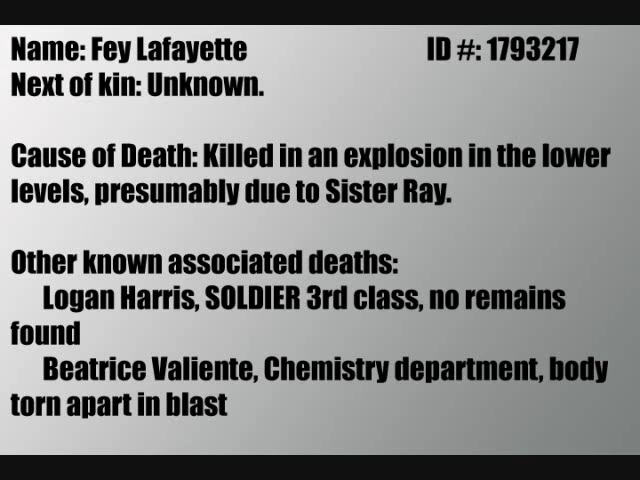 Name: Fey Lafayette ID #: 1793217
Next of kin: Unknown.
Cause of Death: Killed in an explosion in the lower
levels, presumably due to Sister Ray.
Other known associated deaths:
Logan Harris, SOLDIER 3rd class, no remains
found
Beatrice Valiente, Chemistry department, body
torn apart in blast